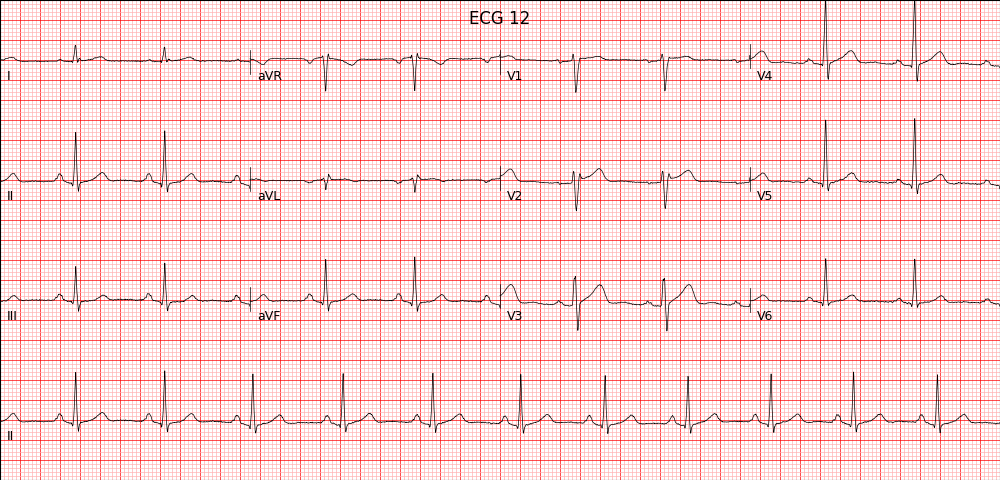 ECG 12
I aVR V1 V4
II aVL V2 V5
III aVF V3 V6
II